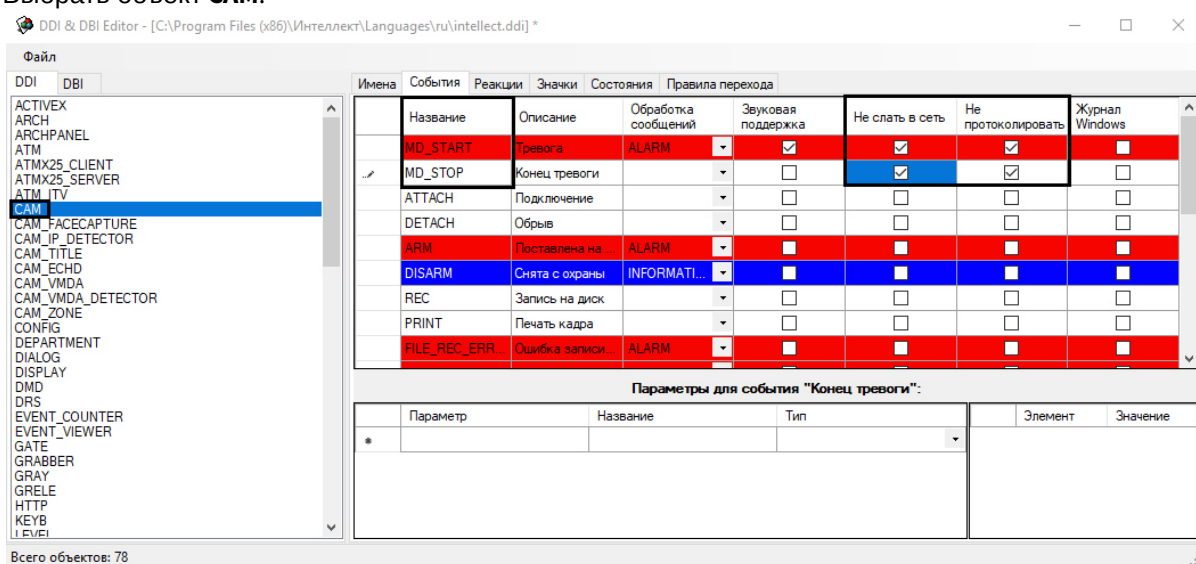 Выбрать объект CAM.
DDI & DBI Editor - [C:\Program Files (x86)\Интеллект\Languages\ru\intellect.ddi] *
Файл
DDI DBI
Имена События Реакции Значки Состояния Правила перехода
ACTIVEX
ARCH
ARCHPANEL
ATM
ATMX25_CLIENT
ATMX25_SERVER
ATM_ITV
CAM
CAM_FACECAPTURE
CAM_IP_DETECTOR
CAM_TITLE
CAM_ECHD
CAM_VMDA
CAM_VMDA_DETECTOR
CAM_ZONE
CONFIG
DEPARTMENT
DIALOG
DISPLAY
DMD
DRS
EVENT_COUNTER
EVENT_VIEWER
GATE
GRABBER
GRAY
GRELE
HTTP
KEYB
LEVEL
Название Описание Обработка сообщений Звуковая поддержка Не слать в сеть Не протоколировать Журнал Windows
MD_START Тревога ALARM
MD_STOP Конец тревоги
ATTACH Подключение
DETACH Обрыв
ARM Поставлена на ... ALARM
DISARM Снята с охраны INFORMATI...
REC Запись на диск
PRINT Печать кадра
FILE_REC_ERR... Ошибка записи... ALARM
Параметры для события "Конец тревоги":
Параметр Название Тип
Элемент Значение
Всего объектов: 78